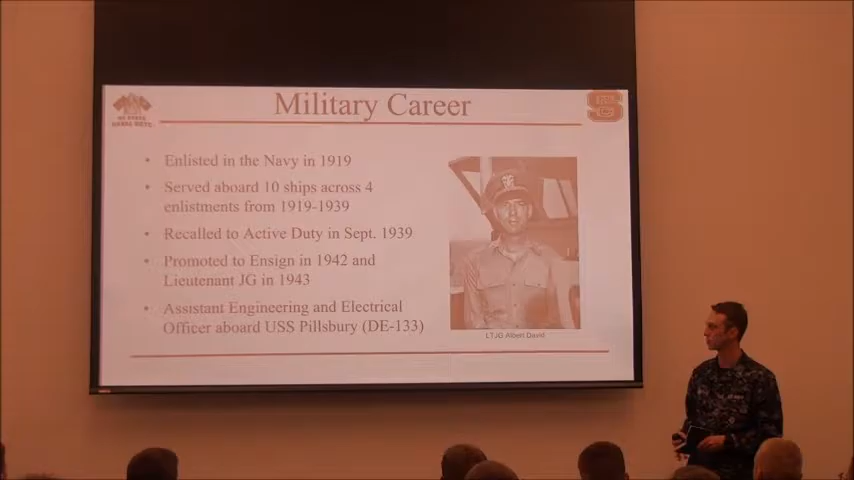 Military Career
• Enlisted in the Navy in 1919
• Served aboard 10 ships across 4
enlistments from 1919-1939
• Recalled to Active Duty in Sept. 1939
• Promoted to Ensign in 1942 and
Lieutenant JG in 1943
• Assistant Engineering and Electrical
Officer aboard USS Pillsbury (DE-133)
LTJG Albert David